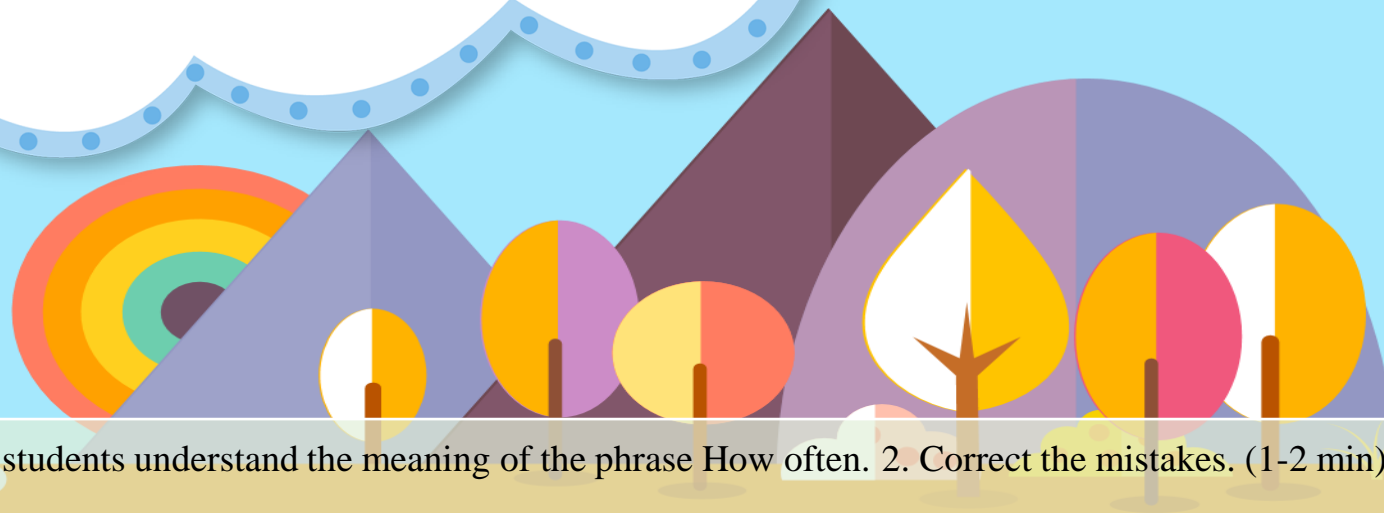 students understand the meaning of the phrase How often. 2. Correct the mistakes. (1-2 min)